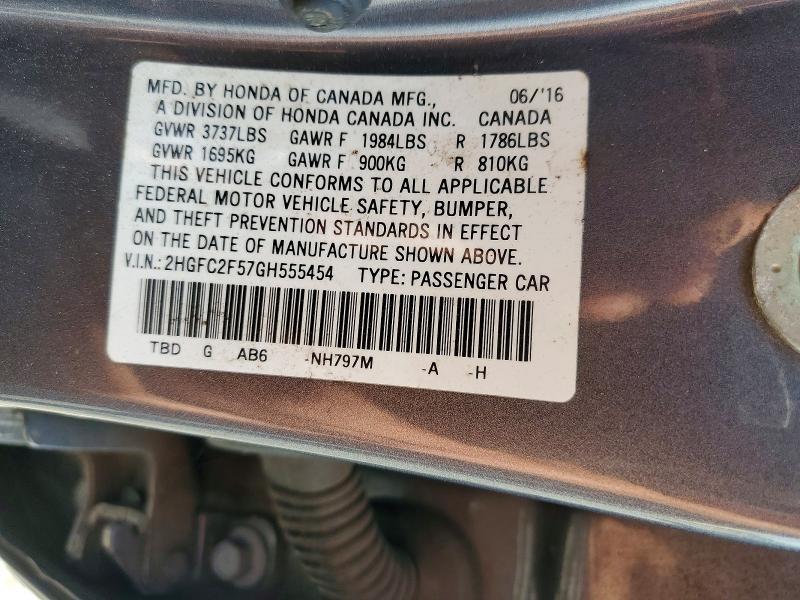 MFD. BY HONDA OF CANADA MFG., 06/'16
A DIVISION OF HONDA CANADA INC. CANADA
GVWR 3737LBS GAWR F 1984LBS R 1786LBS
GVWR 1695KG GAWR F 900KG R 810KG
THIS VEHICLE CONFORMS TO ALL APPLICABLE
FEDERAL MOTOR VEHICLE SAFETY, BUMPER,
AND THEFT PREVENTION STANDARDS IN EFFECT
ON THE DATE OF MANUFACTURE SHOWN ABOVE.
V.I.N.: 2HGFC2F57GH555454 TYPE: PASSENGER CAR
TBD G AB6 -NH797M -A -H